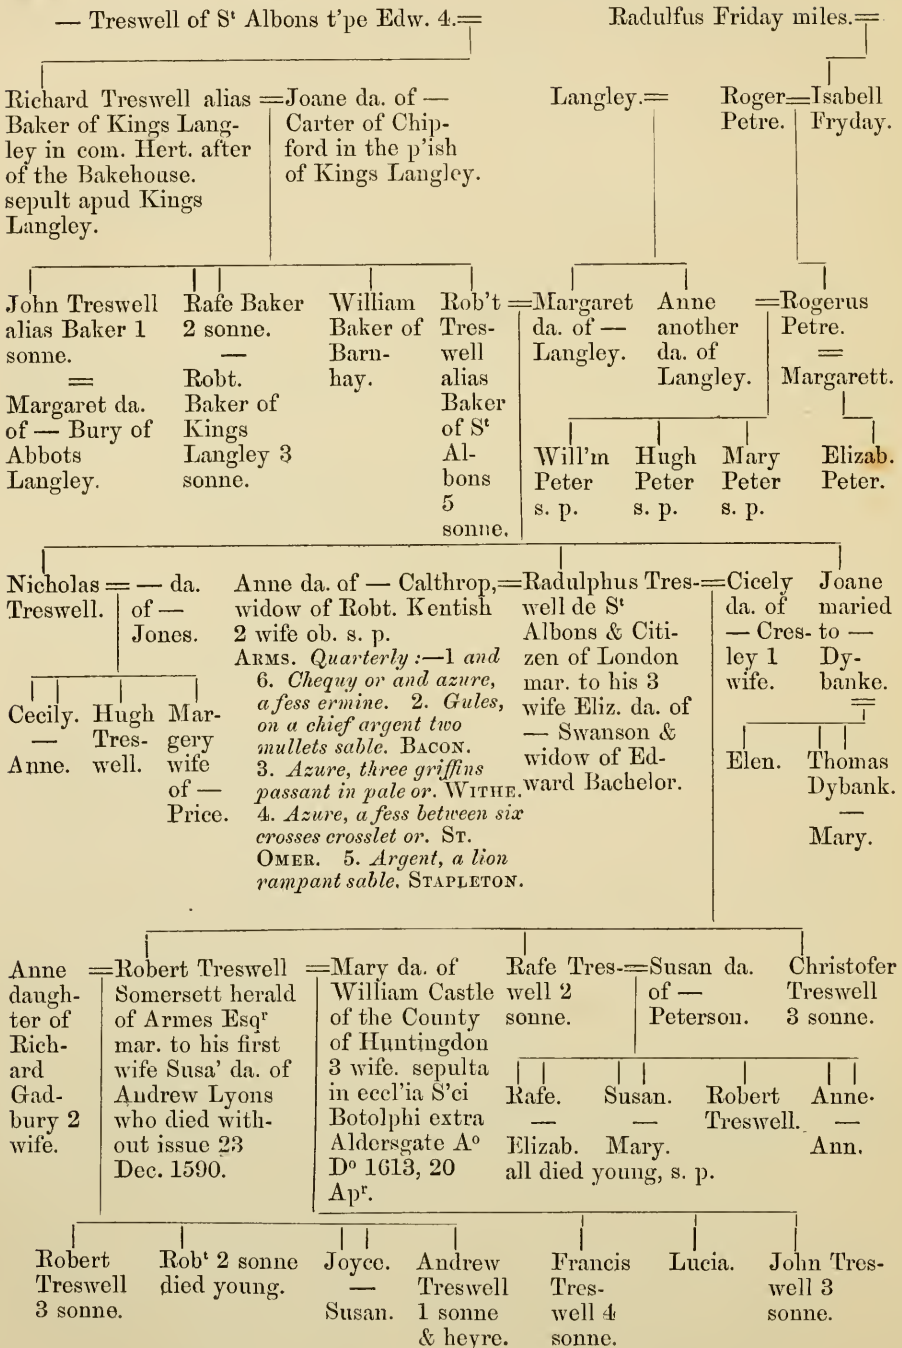 — Treswell of Sᵗ Albons t'pe Edw. 4.=
Radulfus Friday miles.=
Richard Treswell alias
Baker of Kings Lang-
ley in com. Hert. after
of the Bakehouse.
sepult apud Kings
Langley.
=Joane da. of —
Carter of Chip-
ford in the p'ish
of Kings Langley.
Langley.=
Roger
Petre.
=Isabell
Fryday.
John Treswell
alias Baker 1
sonne.
=
Margaret da.
of — Bury of
Abbots
Langley.
Rafe Baker
2 sonne.
—
Robt.
Baker of
Kings
Langley 3
sonne.
William
Baker of
Barn-
hay.
Rob't
Tres-
well
alias
Baker
of Sᵗ
Al-
bons
5
sonne.
=Margaret
da. of —
Langley.
Anne
another
da. of
Langley.
=Rogerus
Petre.
=
Margarett.
Will'm
Peter
s. p.
Hugh
Peter
s. p.
Mary
Peter
s. p.
Elizab.
Peter.
Nicholas
Treswell.
= — da.
of —
Jones.
Anne da. of — Calthrop,
widow of Robt. Kentish
2 wife ob. s. p.
ARMS. Quarterly :—1 and
6. Chequy or and azure,
a fess ermine. 2. Gules,
on a chief argent two
mullets sable. BACON.
3. Azure, three griffins
passant in pale or. WITHE.
4. Azure, a fess between six
crosses crosslet or. ST.
OMER. 5. Argent, a lion
rampant sable. STAPLETON.
=Radulphus Tres-
well de Sᵗ
Albons & Citi-
zen of London
mar. to his 3
wife Eliz. da. of
— Swanson &
widow of Ed-
ward Bachelor.
=Cicely
da. of
— Cres-
ley 1
wife.
Joane
maried
to —
Dy-
banke.
=
Cecily.
—
Anne.
Hugh
Tres-
well.
Mar-
gery
wife
of —
Price.
Elen.
Thomas
Dybank.
—
Mary.
Anne
daugh-
ter of
Rich-
ard
Gad-
bury 2
wife.
=Robert Treswell
Somersett herald
of Armes Esqʳ
mar. to his first
wife Susa' da. of
Andrew Lyons
who died with-
out issue 23
Dec. 1590.
=Mary da. of
William Castle
of the County
of Huntingdon
3 wife. sepulta
in eccl'ia S'ci
Botolphi extra
Aldersgate Aᵒ
Dᵒ 1613, 20
Apʳ.
Rafe Tres-
well 2
sonne.
=Susan da.
of —
Peterson.
Christofer
Treswell
3 sonne.
Rafe.
—
Elizab.
Susan.
—
Mary.
Robert
Treswell.
Anne.
—
Ann.
all died young, s. p.
Robert
Treswell
3 sonne.
Robᵗ 2 sonne
died young.
Joyce.
—
Susan.
Andrew
Treswell
1 sonne
& heyre.
Francis
Tres-
well 4
sonne.
Lucia.
John Tres-
well 3
sonne.